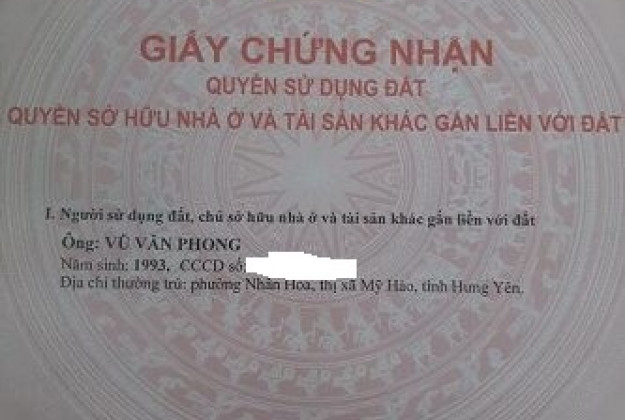 GIẤY CHỨNG NHẬN
QUYỀN SỬ DỤNG ĐẤT
QUYỀN SỞ HỮU NHÀ Ở VÀ TÀI SẢN KHÁC GẮN LIỀN VỚI ĐẤT
I. Người sử dụng đất, chủ sở hữu nhà ở và tài sản khác gắn liền với đất
Ông: VŨ VĂN PHONG
Năm sinh: 1993, CCCD số:
Địa chỉ thường trú: phường Nhân Hòa, thị xã Mỹ Hào, tỉnh Hưng Yên.